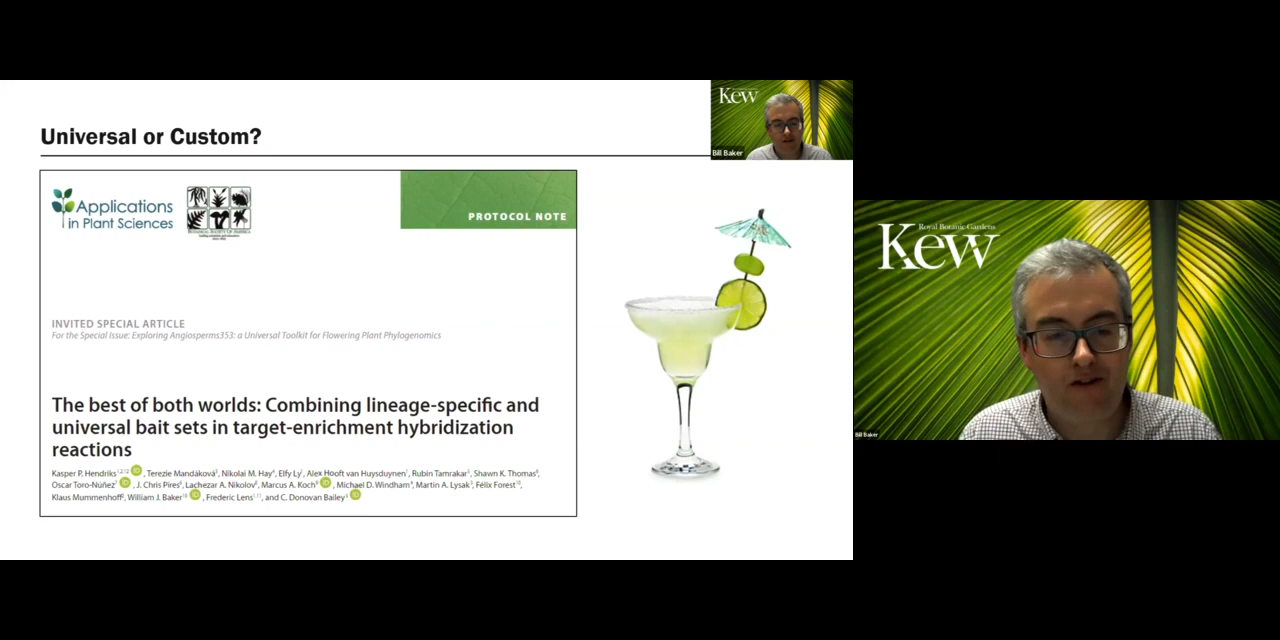 Universal or Custom?
Kew
Bill Baker
Applications
in Plant Sciences
PROTOCOL NOTE
INVITED SPECIAL ARTICLE
For the Special Issue: Exploring Angiosperms353: a Universal Toolkit for Flowering Plant Phylogenomics
The best of both worlds: Combining lineage-specific and
universal bait sets in target-enrichment hybridization
reactions
Kasper P. Hendriks, Terezie Mandáková, Nikolai M. Hay, Elfy Ly, Alex Hooft van Huysduynen, Rubin Tamrakar, Shawn K. Thomas,
Oscar Toro-Núñez, J. Chris Pires, Lachezar A. Nikolov, Marcus A. Koch, Michael D. Windham, Martin A. Lysak, Félix Forest,
Klaus Mummenhoff, William J. Baker, Frederic Lens, and C. Donovan Bailey
Royal Botanic Gardens
Kew
Bill Baker